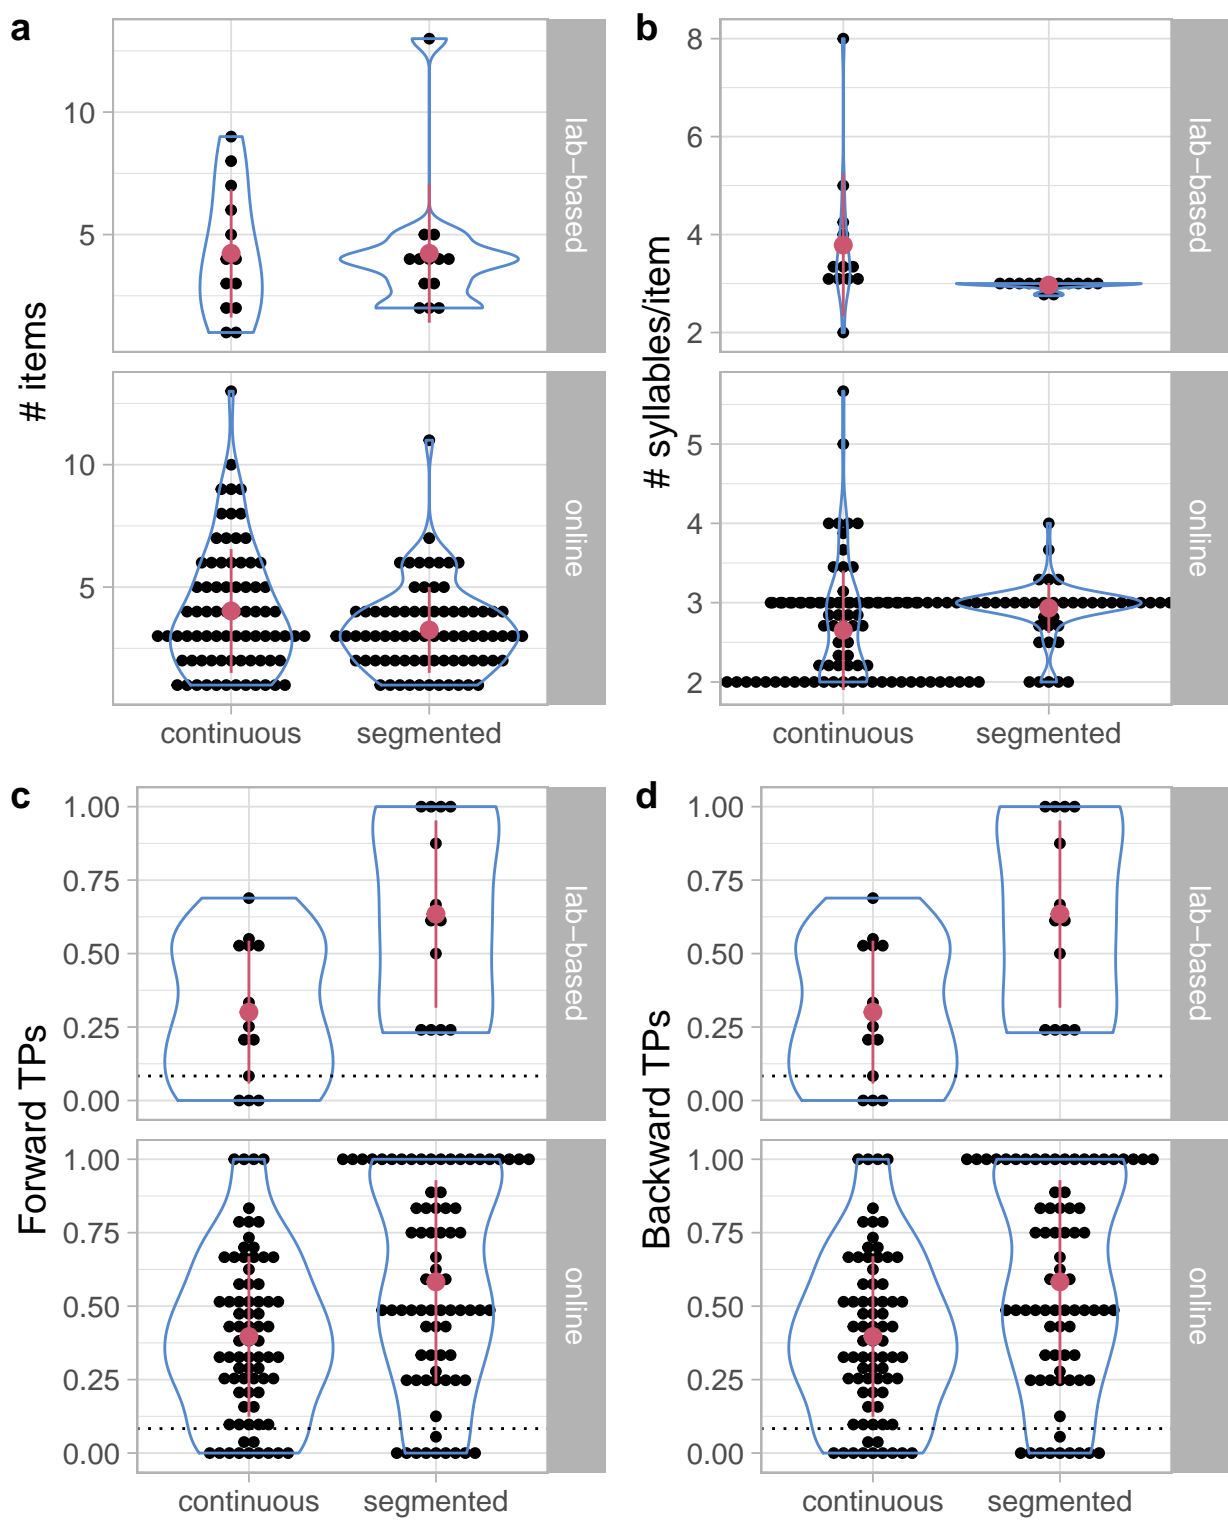 a
# items
10
5
lab−based
10
5
online
continuous
segmented
b
# syllables/item
8
6
4
2
lab−based
5
4
3
2
online
continuous
segmented
c
Forward TPs
1.00
0.75
0.50
0.25
0.00
lab−based
1.00
0.75
0.50
0.25
0.00
online
continuous
segmented
d
Backward TPs
1.00
0.75
0.50
0.25
0.00
lab−based
1.00
0.75
0.50
0.25
0.00
online
continuous
segmented